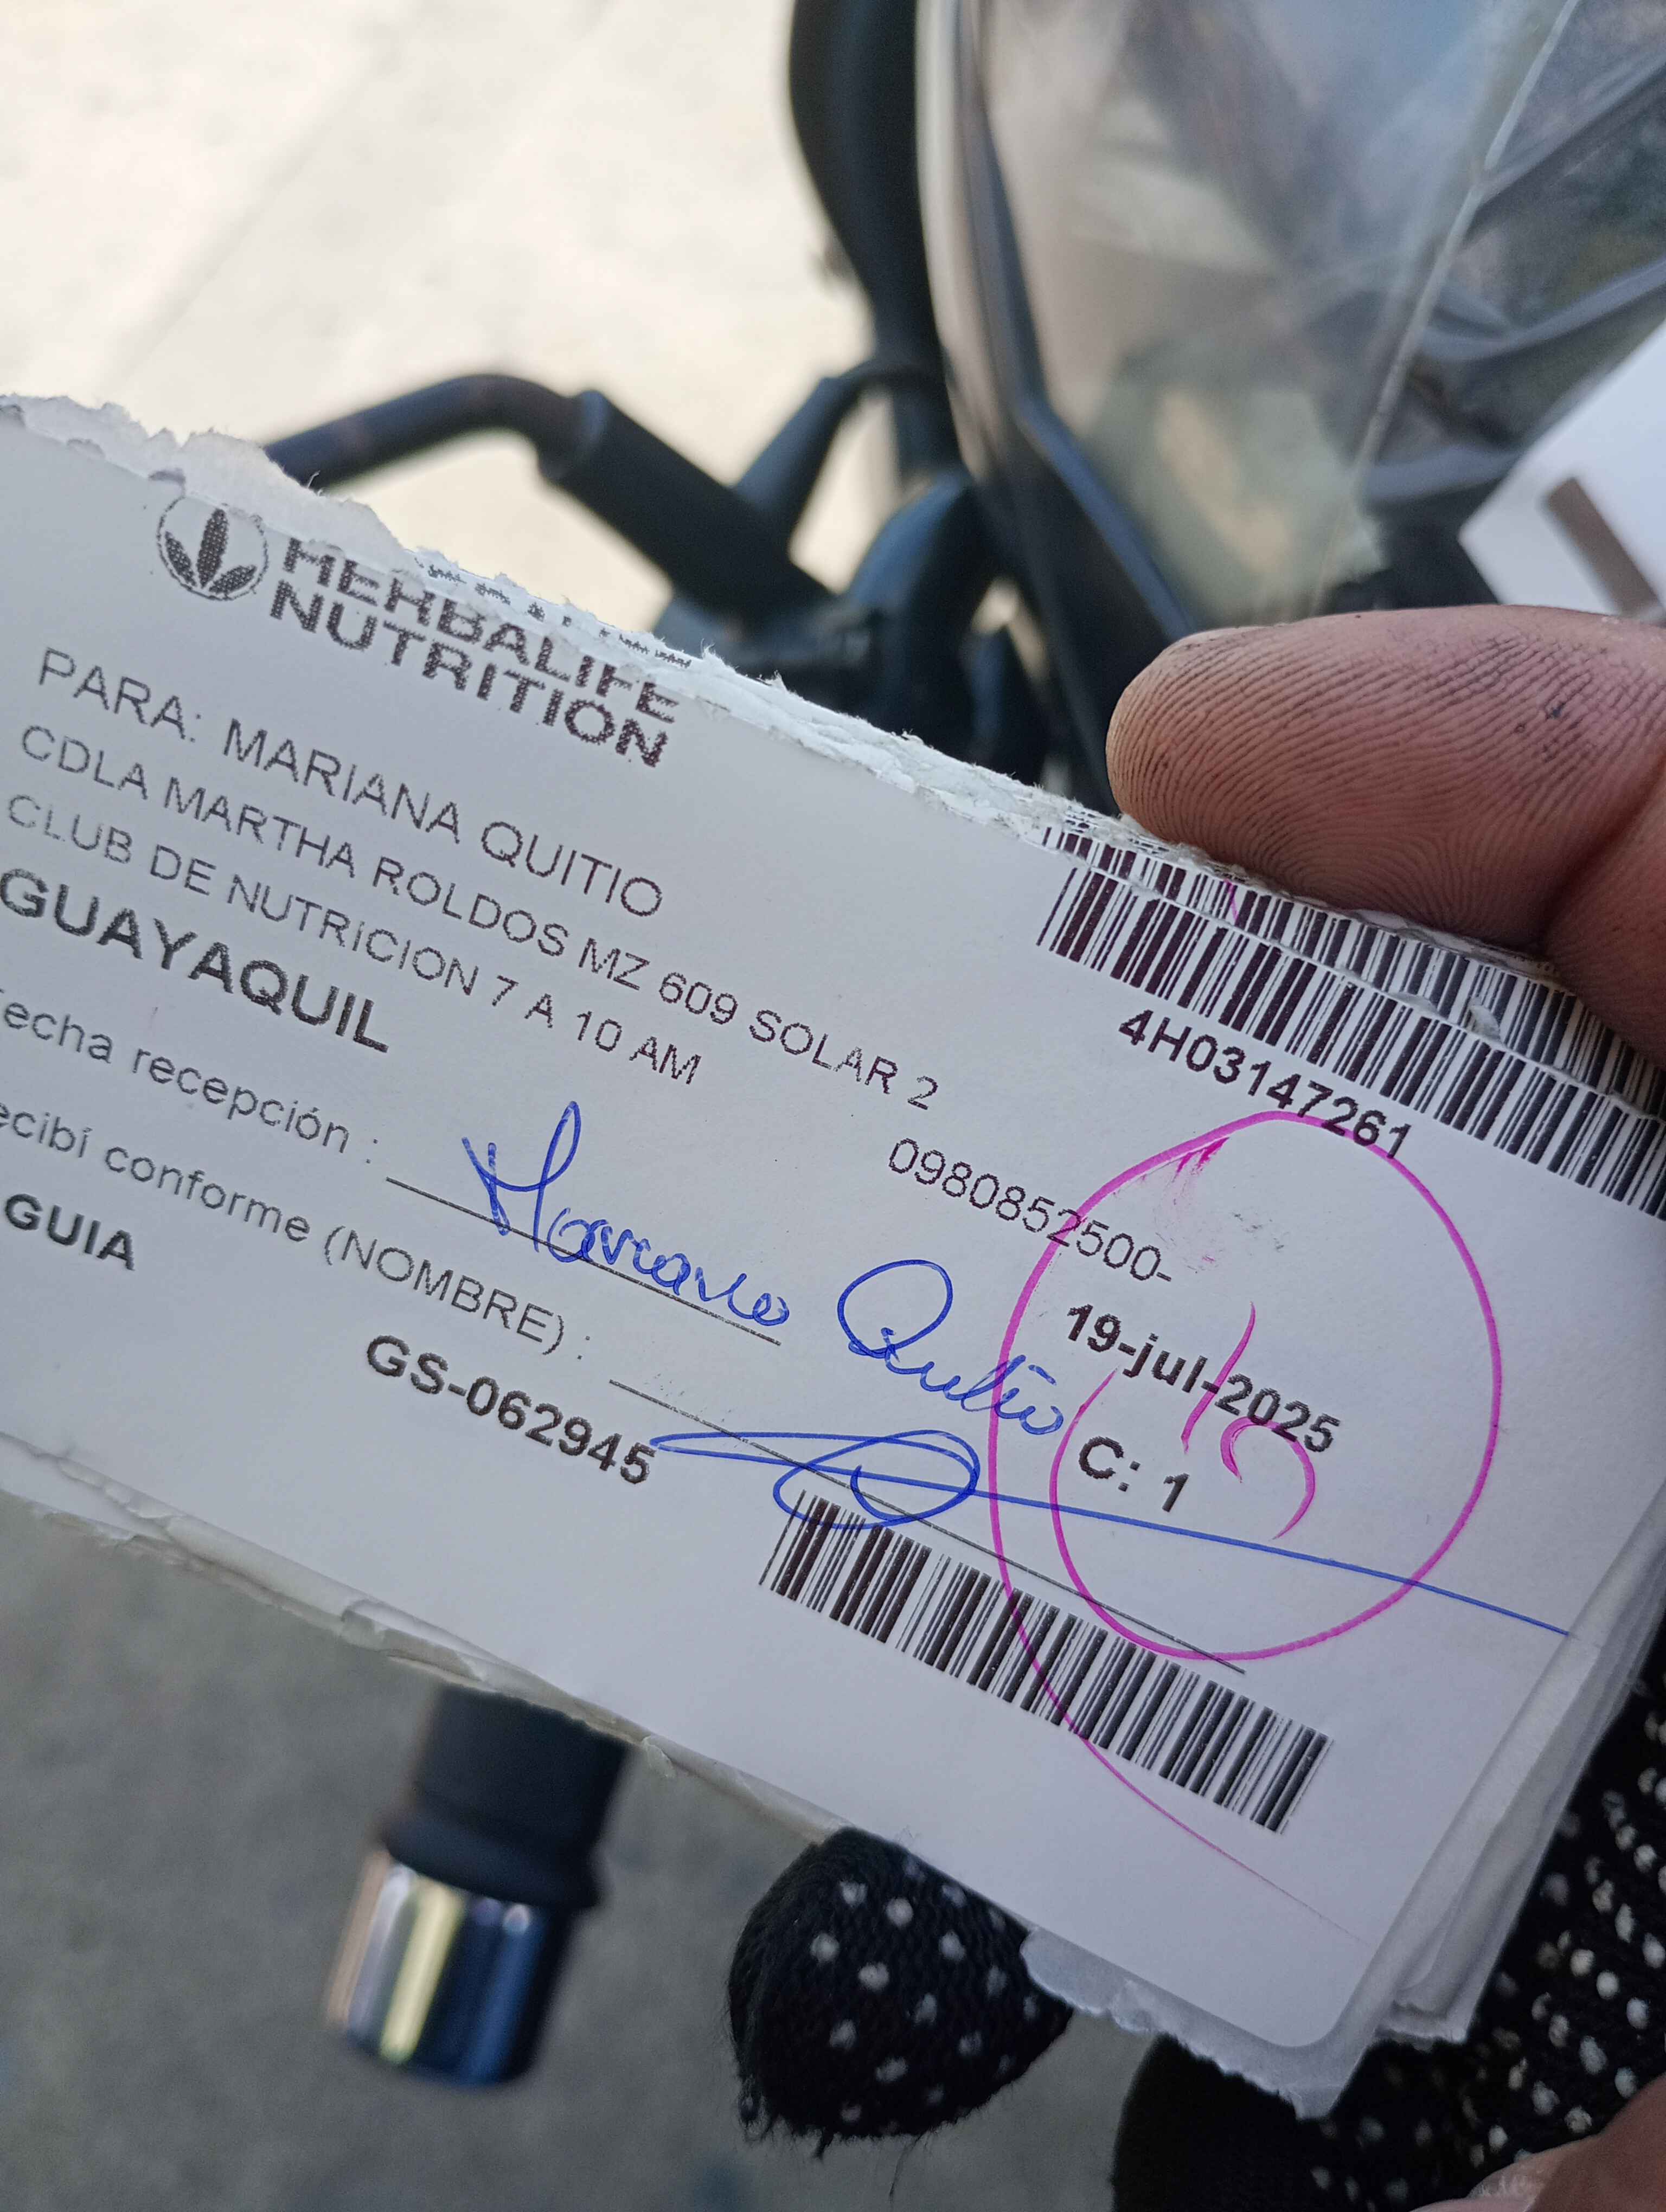 HERBALIFE
NUTRITION
PARA: MARIANA QUITIO
CDLA MARTHA ROLDOS MZ 609 SOLAR 2
CLUB DE NUTRICION 7 A 10 AM
GUAYAQUIL
4H03147261
0980852500-
echa recepción :
Mariana Quitio
19-jul-2025
ecibí conforme (NOMBRE) :
C: 1
GUIA
GS-062945